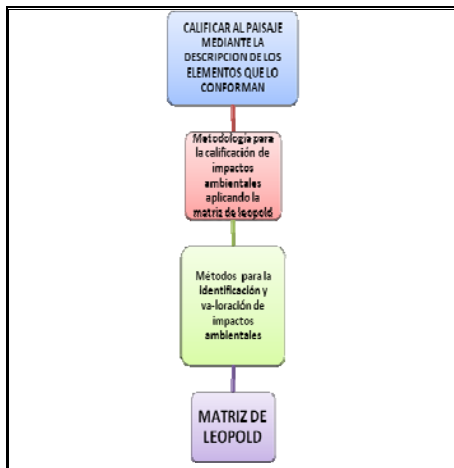 CALIFICAR AL PAISAJE
MEDIANTE LA
DESCRIPCION DE LOS
ELEMENTOS QUE LO
CONFORMAN
Metodología para
la calificación de
impactos
ambientales
aplicando la
matriz de leopold
Métodos para la
identificación y
va-loración de
impactos
ambientales
MATRIZ DE
LEOPOLD